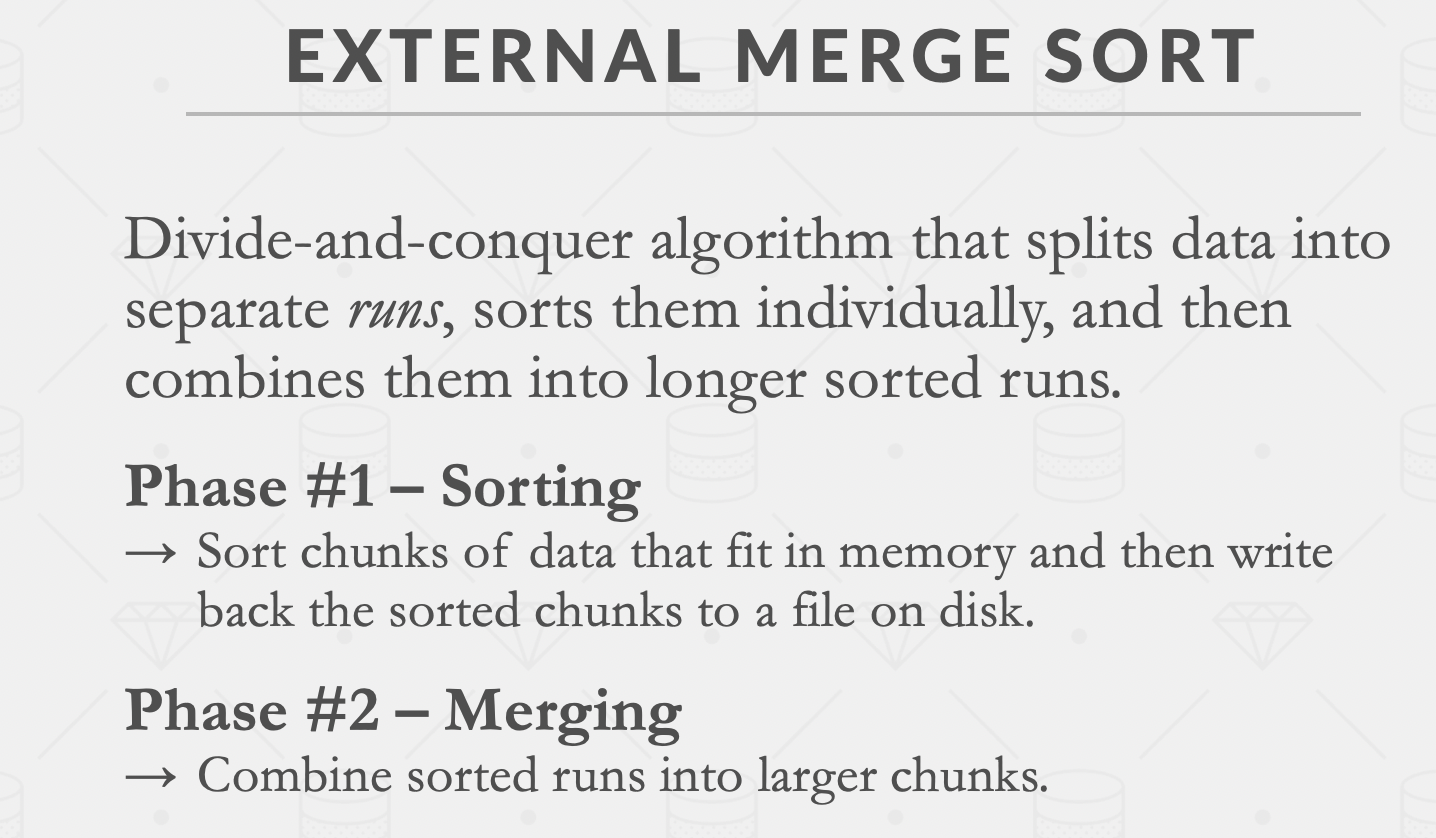 EXTERNAL MERGE SORT
Divide-and-conquer algorithm that splits data into
separate runs, sorts them individually, and then
combines them into longer sorted runs.
Phase #1 – Sorting
→ Sort chunks of data that fit in memory and then write
back the sorted chunks to a file on disk.
Phase #2 – Merging
→ Combine sorted runs into larger chunks.